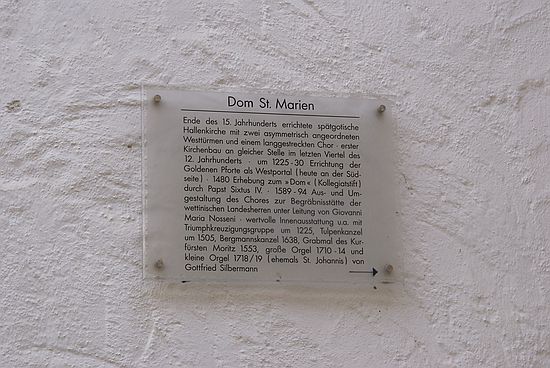 Dom St. Marien
Ende des 15. Jahrhunderts errichtete spätgotische
Hallenkirche mit zwei asymmetrisch angeordneten
Westtürmen und einem langgestreckten Chor · erster
Kirchenbau an gleicher Stelle im letzten Viertel des
12. Jahrhunderts · um 1225-30 Errichtung der
Goldenen Pforte als Westportal (heute an der Süd-
seite) · 1480 Erhebung zum »Dom« (Kollegiatstift)
durch Papst Sixtus IV. · 1589-94 Aus- und Um-
gestaltung des Chores zur Begräbnisstätte der
wettinischen Landesherren unter Leitung von Giovanni
Maria Nosseni · wertvolle Innenausstattung u.a. mit
Triumphkreuzigungsgruppe um 1225, Tulpenkanzel
um 1505, Bergmannskanzel 1638, Grabmal des Kur-
fürsten Moritz 1553, große Orgel 1710-14 und
kleine Orgel 1718/19 (ehemals St. Johannis) von
Gottfried Silbermann